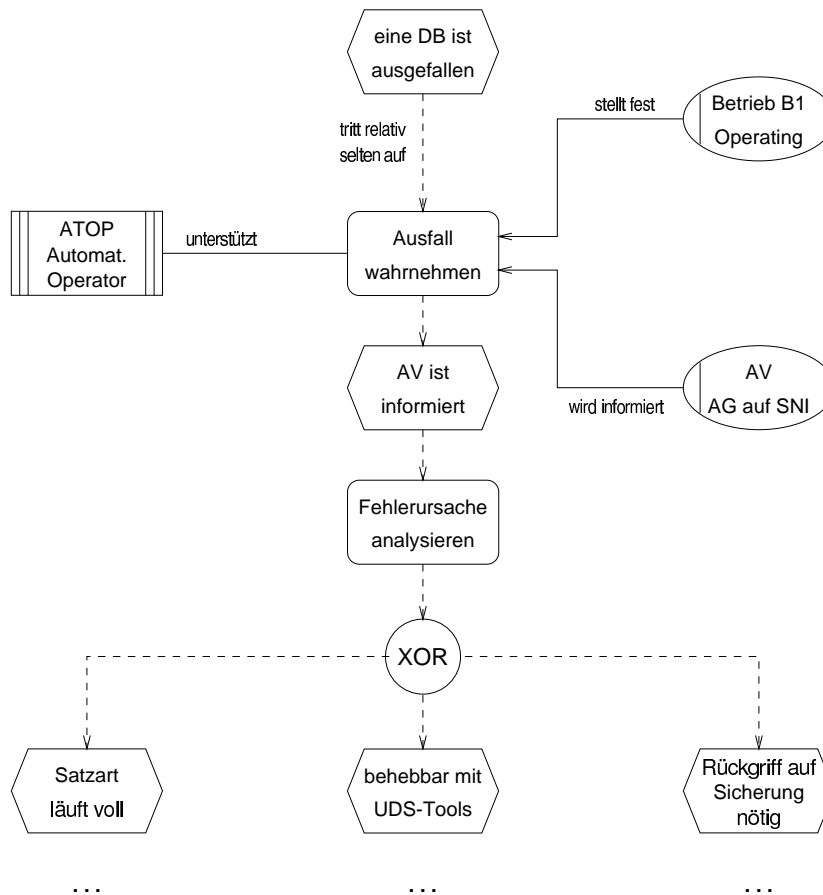 eine DB ist
ausgefallen
tritt relativ
selten auf
stellt fest
Betrieb B1
Operating
ATOP
Automat.
Operator
unterstützt
Ausfall
wahrnehmen
AV ist
informiert
wird informiert
AV
AG auf SNI
Fehlerursache
analysieren
XOR
Satzart
läuft voll
behebbar mit
UDS-Tools
Rückgriff auf
Sicherung
nötig
...
...
...